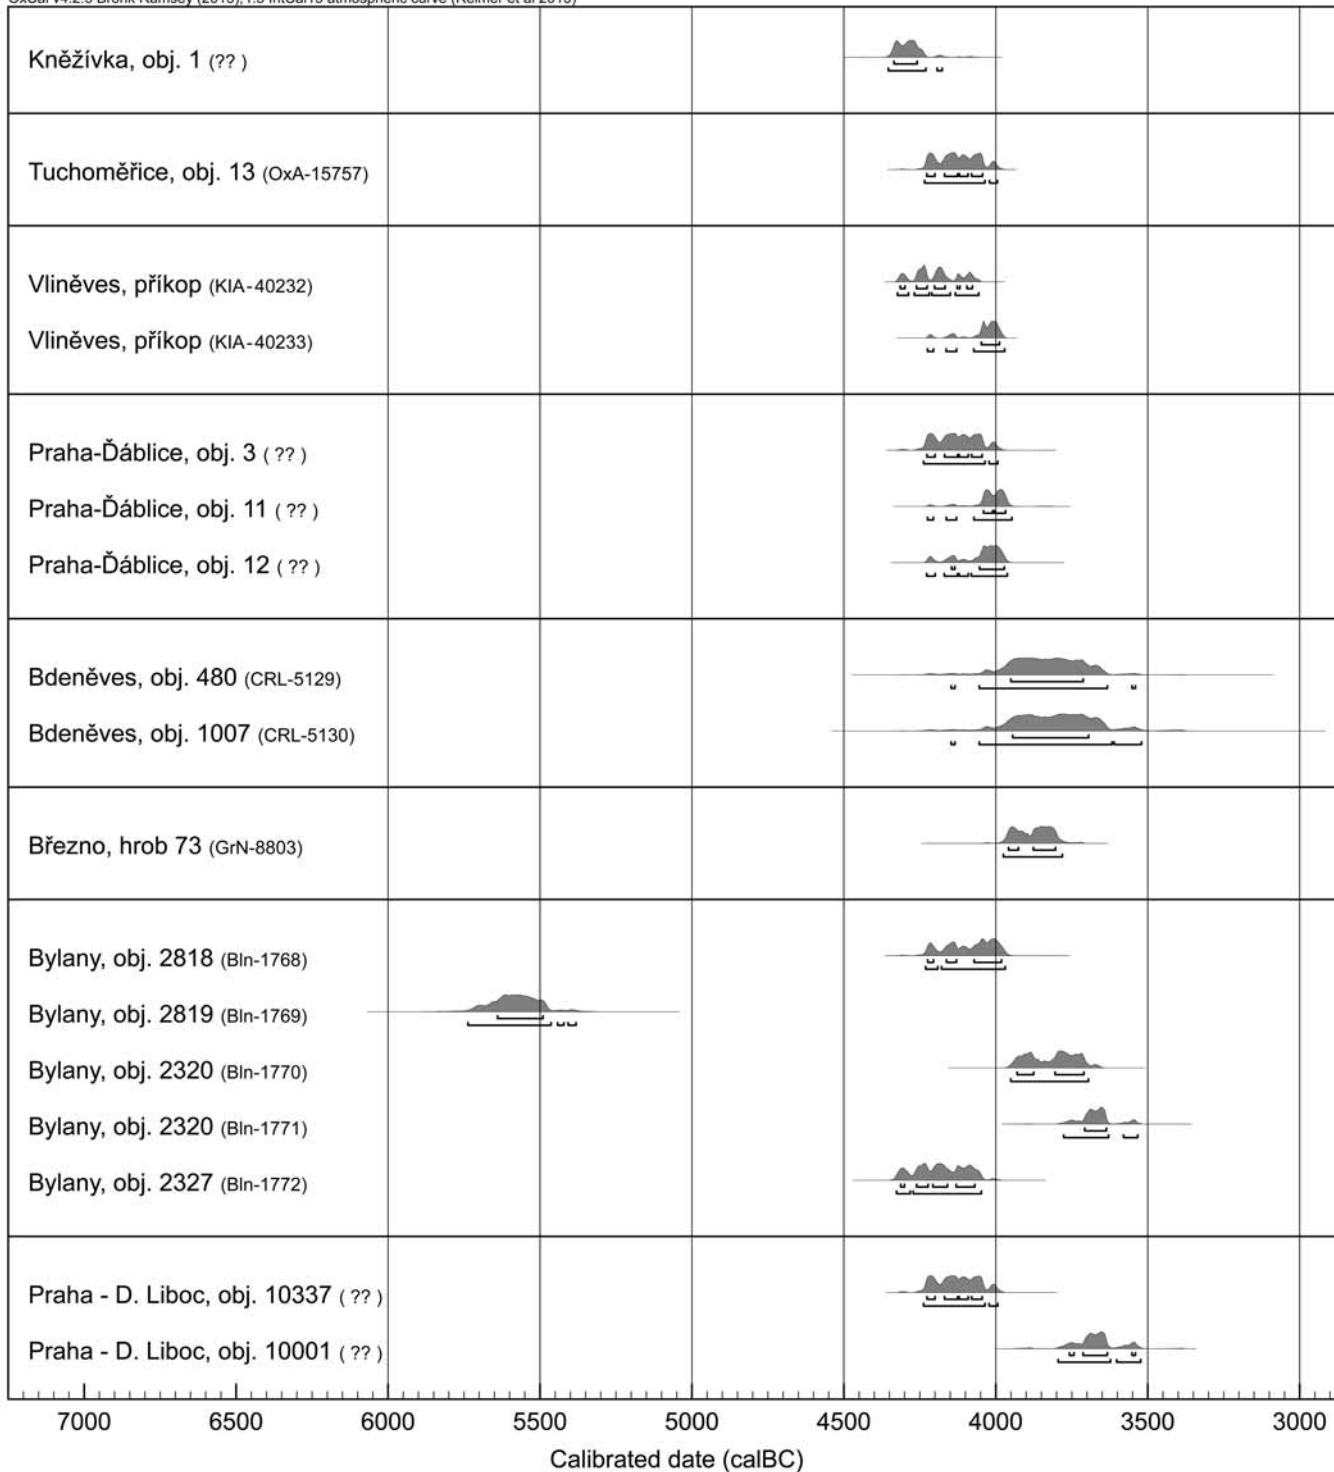 Kněžívka, obj. 1 (?? )
Tuchoměřice, obj. 13 (OxA-15757)
Vliněves, příkop (KIA-40232)
Vliněves, příkop (KIA-40233)
Praha-Ďáblice, obj. 3 ( ?? )
Praha-Ďáblice, obj. 11 ( ?? )
Praha-Ďáblice, obj. 12 ( ?? )
Bdeněves, obj. 480 (CRL-5129)
Bdeněves, obj. 1007 (CRL-5130)
Březno, hrob 73 (GrN-8803)
Bylany, obj. 2818 (Bln-1768)
Bylany, obj. 2819 (Bln-1769)
Bylany, obj. 2320 (Bln-1770)
Bylany, obj. 2320 (Bln-1771)
Bylany, obj. 2327 (Bln-1772)
Praha - D. Liboc, obj. 10337 ( ?? )
Praha - D. Liboc, obj. 10001 ( ?? )
7000 6500 6000 5500 5000 4500 4000 3500 3000
Calibrated date (calBC)